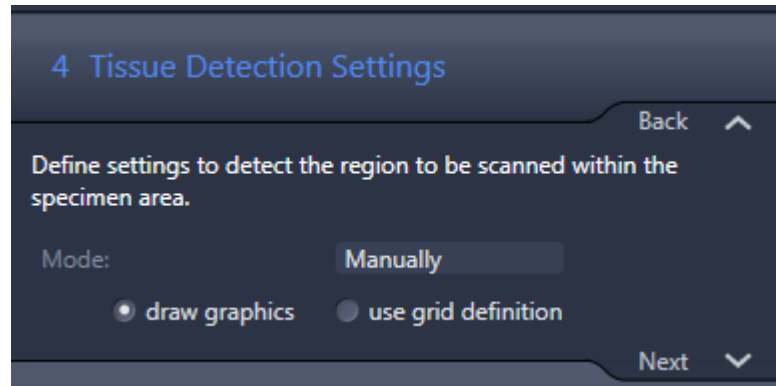 4 Tissue Detection Settings
Back
Define settings to detect the region to be scanned within the
specimen area.
Mode: Manually
draw graphics use grid definition
Next